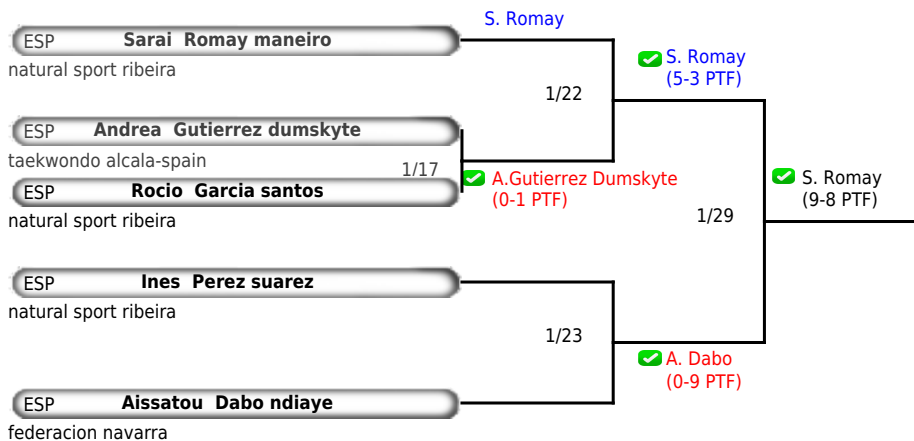 S. Romay
ESP Sarai Romay maneiro
natural sport ribeira
S. Romay
(5-3 PTF)
1/22
ESP Andrea Gutierrez dumskyte
taekwondo alcala-spain
1/17
A.Gutierrez Dumskyte
(0-1 PTF)
S. Romay
(9-8 PTF)
ESP Rocio Garcia santos
natural sport ribeira
1/29
ESP Ines Perez suarez
natural sport ribeira
1/23
A. Dabo
(0-9 PTF)
ESP Aissatou Dabo ndiaye
federacion navarra